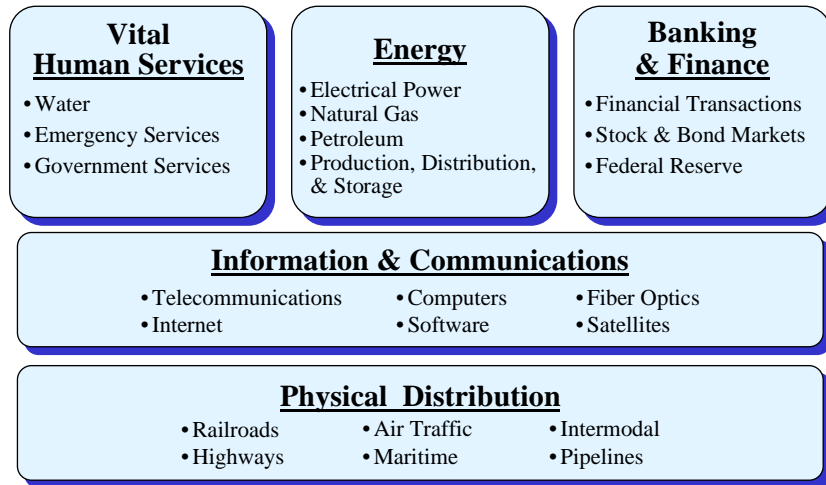 Vital
Human Services
• Water
• Emergency Services
• Government Services
Energy
• Electrical Power
• Natural Gas
• Petroleum
• Production, Distribution,
& Storage
Banking
& Finance
• Financial Transactions
• Stock & Bond Markets
• Federal Reserve
Information & Communications
• Telecommunications • Computers • Fiber Optics
• Internet • Software • Satellites
Physical Distribution
• Railroads • Air Traffic • Intermodal
• Highways • Maritime • Pipelines